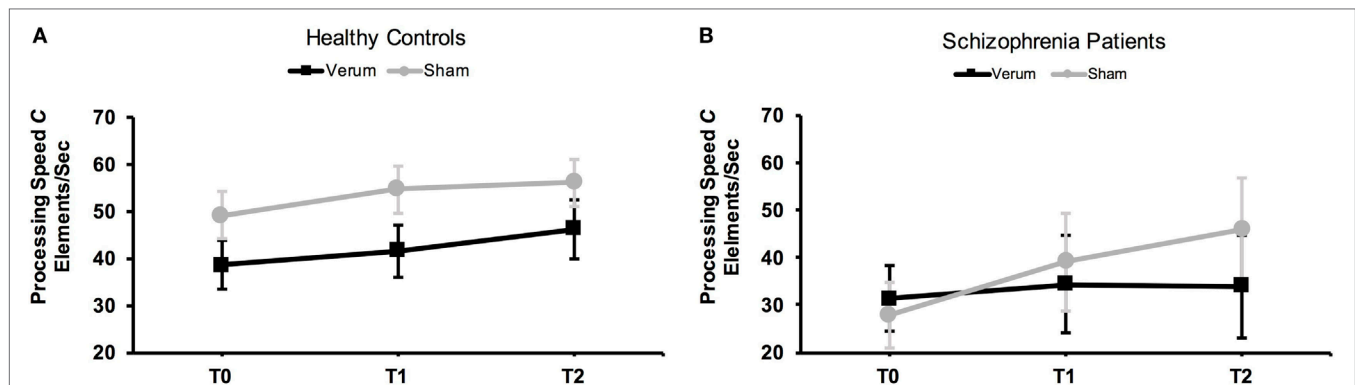 A
Healthy Controls
Verum Sham
Processing Speed C
Elements/Sec
70
60
50
40
30
20
T0 T1 T2
B
Schizophrenia Patients
Verum Sham
Processing Speed C
Elelments/Sec
70
60
50
40
30
20
T0 T1 T2